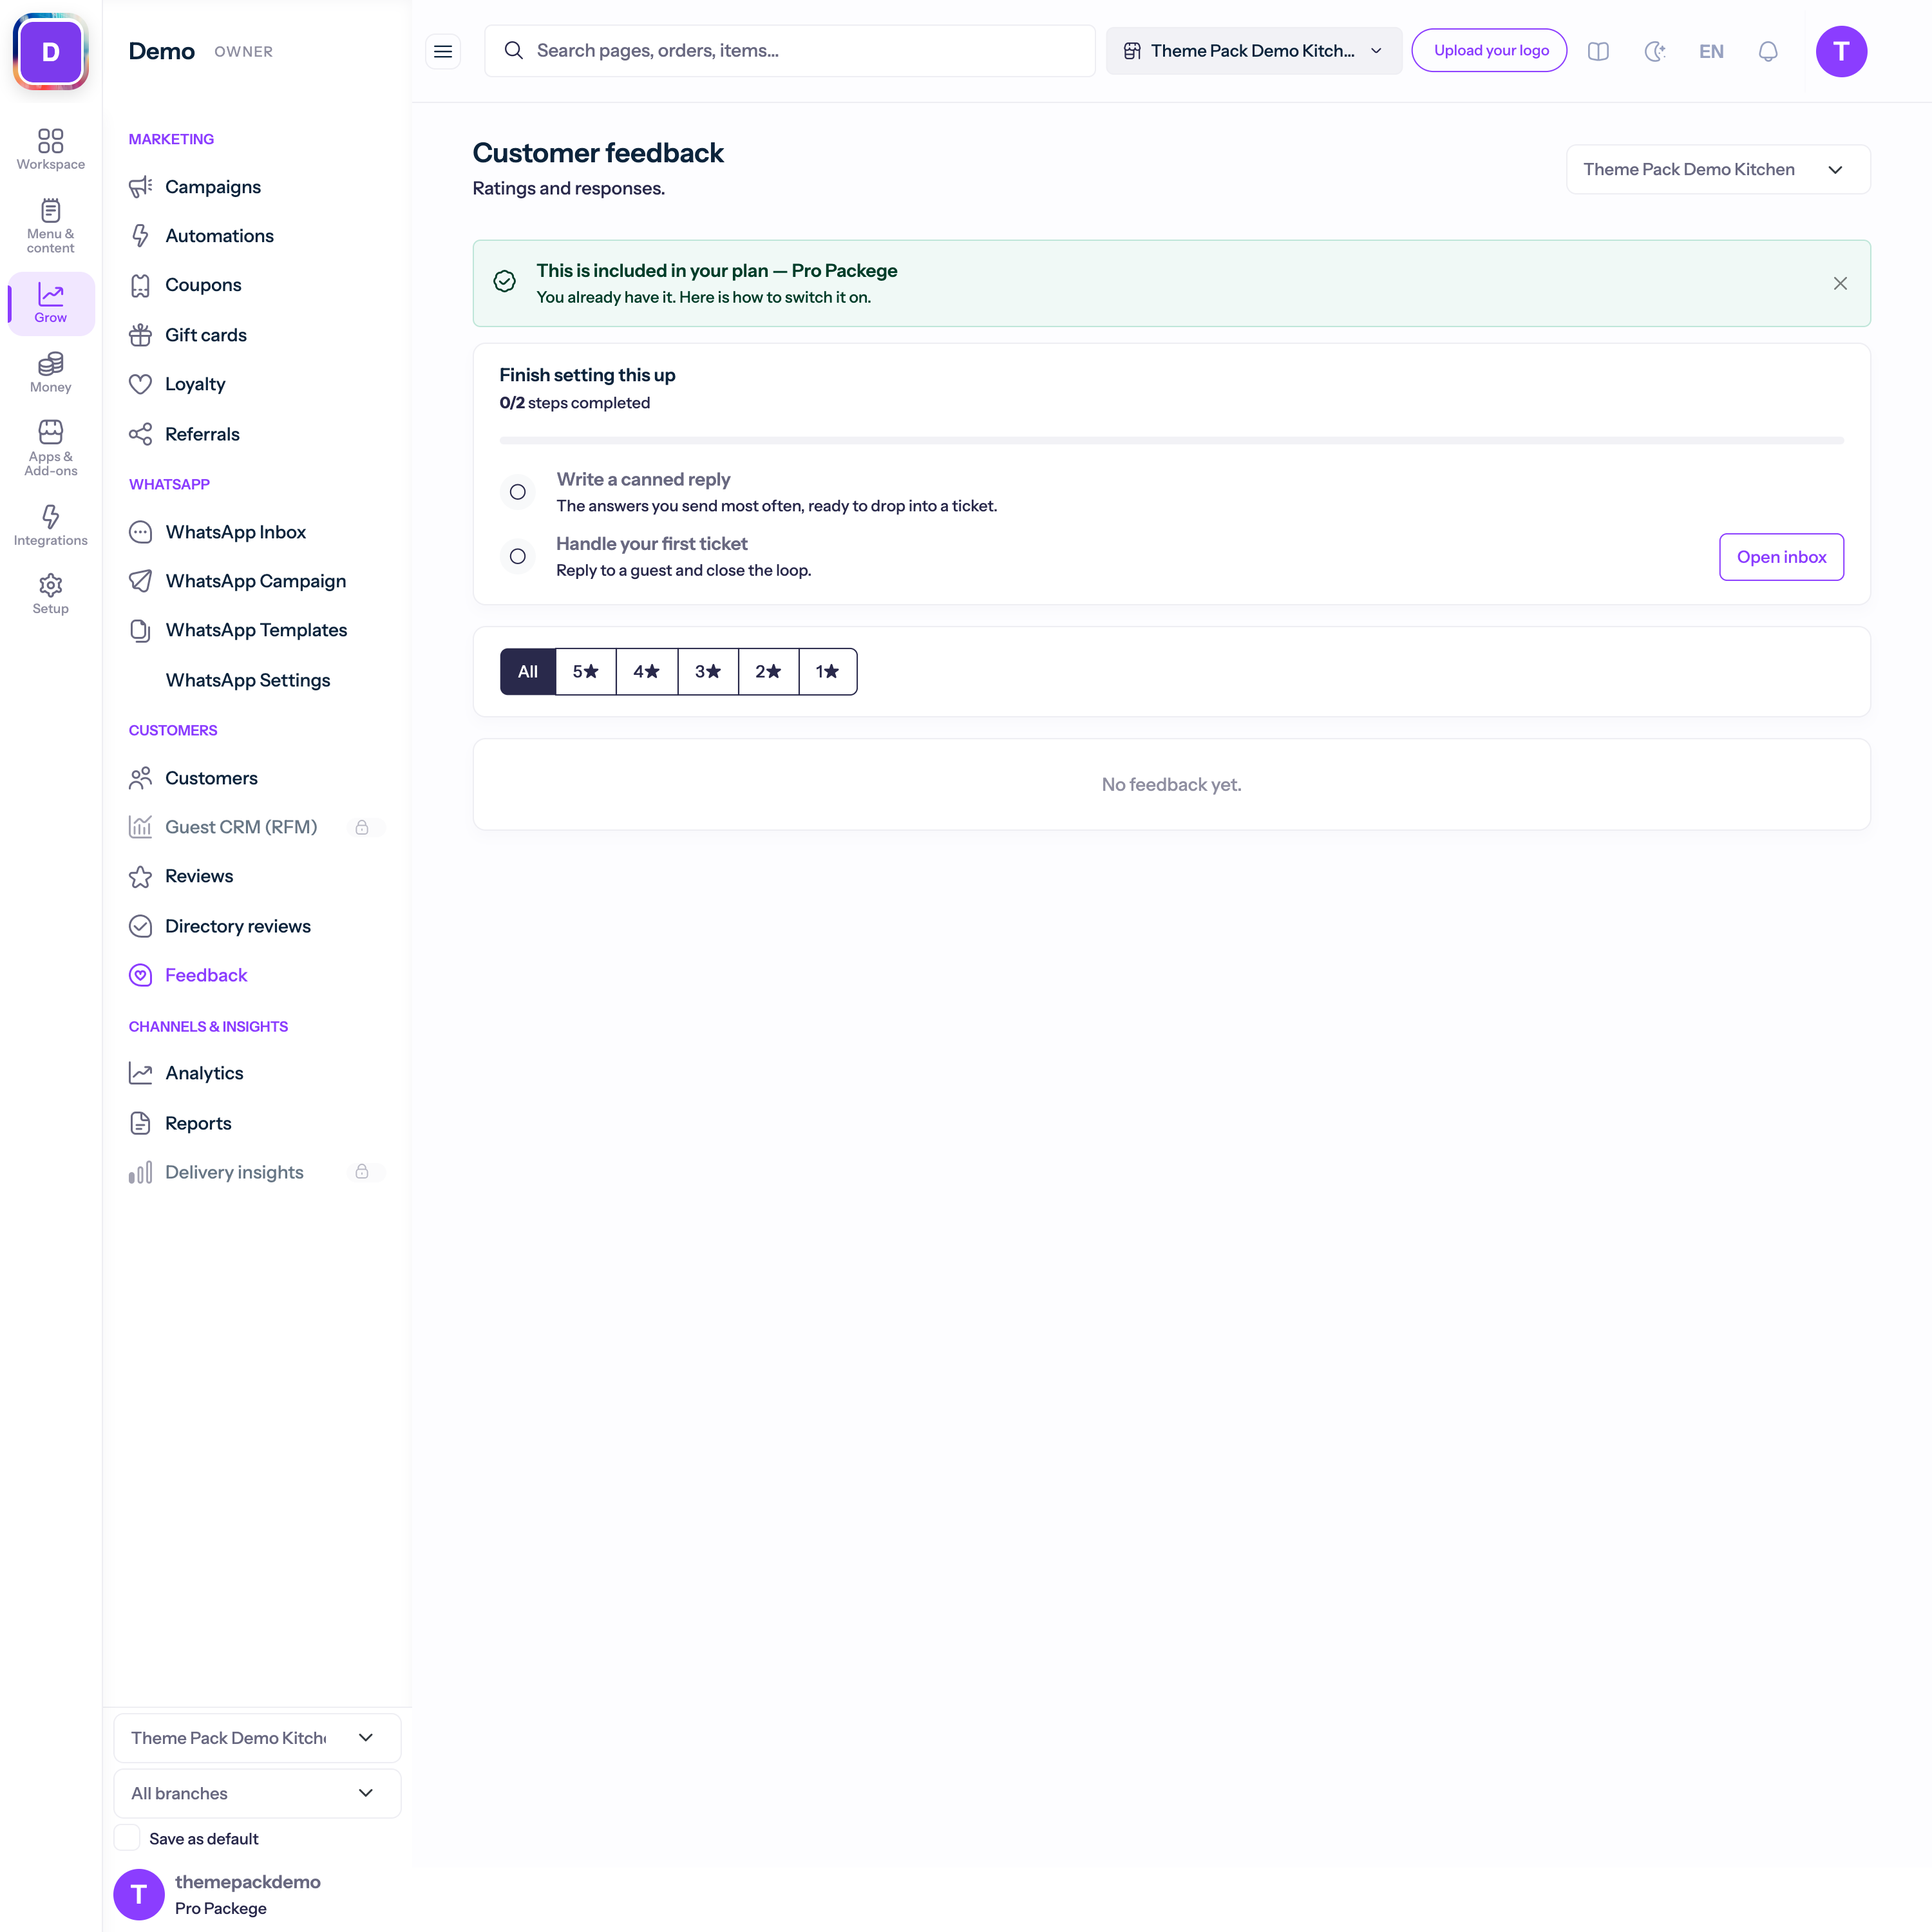 D
Demo OWNER
Search pages, orders, items...
Theme Pack Demo Kitch...
Upload your logo
EN
T
Workspace
Menu &
content
Grow
Money
Apps &
Add-ons
Integrations
Setup
MARKETING
Campaigns
Automations
Coupons
Gift cards
Loyalty
Referrals
WHATSAPP
WhatsApp Inbox
WhatsApp Campaign
WhatsApp Templates
WhatsApp Settings
CUSTOMERS
Customers
Guest CRM (RFM)
Reviews
Directory reviews
Feedback
CHANNELS & INSIGHTS
Analytics
Reports
Delivery insights
Theme Pack Demo Kitche
All branches
Save as default
T
themepackdemo
Pro Packege
Customer feedback
Ratings and responses.
Theme Pack Demo Kitchen
This is included in your plan — Pro Packege
You already have it. Here is how to switch it on.
Finish setting this up
0/2 steps completed
Write a canned reply
The answers you send most often, ready to drop into a ticket.
Handle your first ticket
Reply to a guest and close the loop.
Open inbox
All 5★ 4★ 3★ 2★ 1★
No feedback yet.